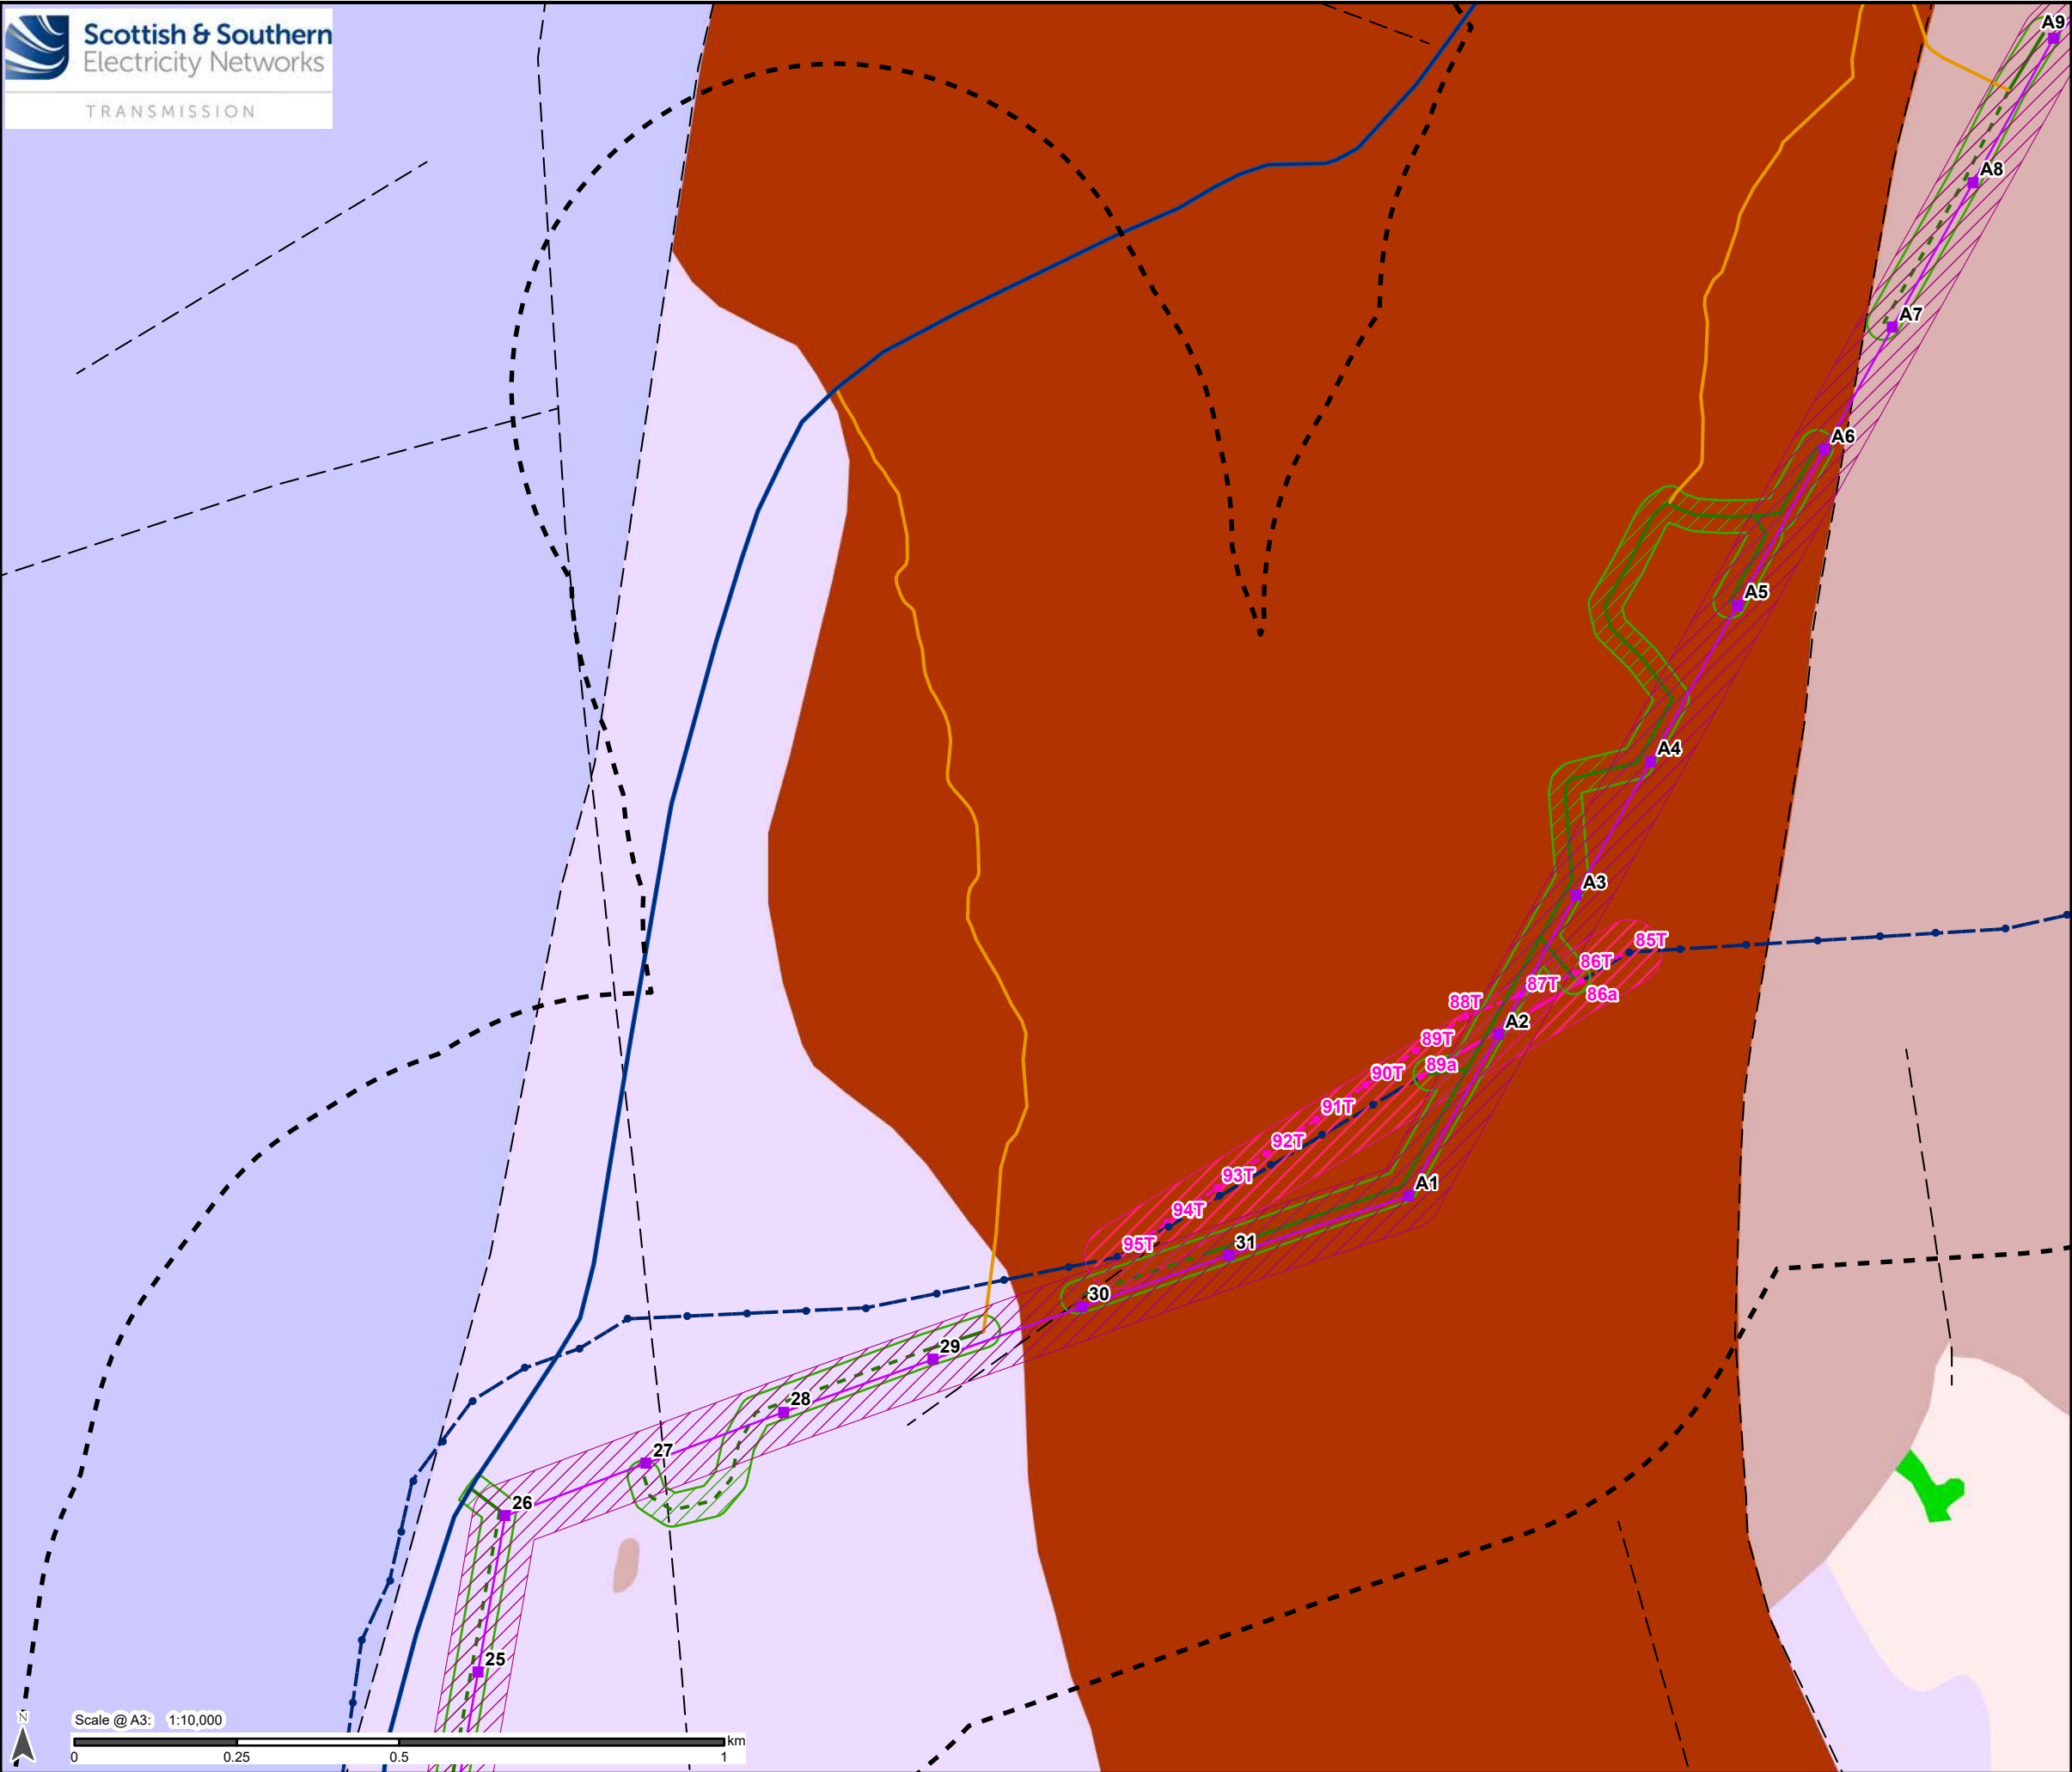 Scottish & Southern
Electricity Networks
TRANSMISSION
A9
A8
A7
A6
A5
A4
A3
85T
86T
87T
86a
88T
A2
89T
89a
90T
91T
92T
93T
A1
94T
95T
31
30
29
28
27
26
25
N
Scale @ A3: 1:10,000
km
0 0.25 0.5 1